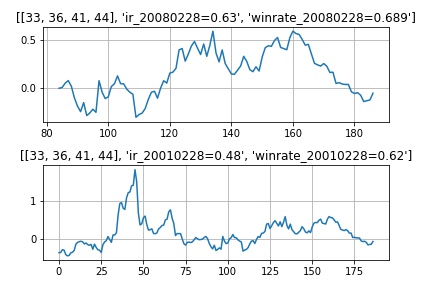 [[33, 36, 41, 44], 'ir_20080228=0.63', 'winrate_20080228=0.689']
0.5
0.0
80 100 120 140 160 180
[[33, 36, 41, 44], 'ir_20010228=0.48', 'winrate_20010228=0.62']
1
0
0 25 50 75 100 125 150 175